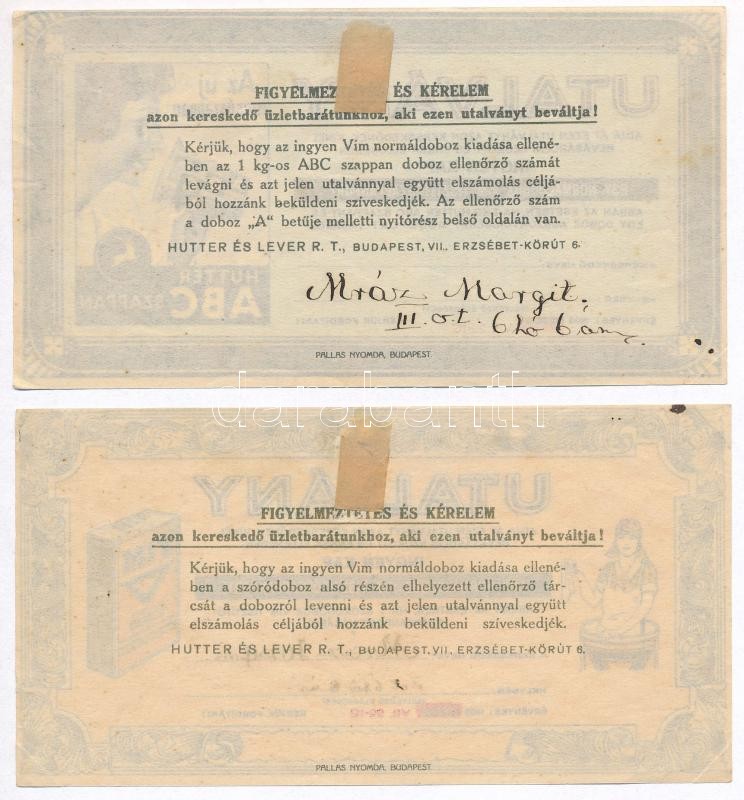 FIGYELMEZTETÉS ÉS KÉRELEM
azon kereskedő üzletbarátunkhoz, aki ezen utalványt beváltja!
Kérjük, hogy az ingyen Vim normáldoboz kiadása ellené-
ben az 1 kg-os ABC szappan doboz ellenőrző számát
levágni és azt jelen utalvánnyal együtt elszámolás céljá-
ból hozzánk beküldeni szíveskedjék. Az ellenőrző szám
a doboz „A" betűje melletti nyitórész belső oldalán van.
HUTTER ÉS LEVER R. T., BUDAPEST, VII., ERZSÉBET-KÖRÚT 6.
Mráz Margit.
III. o.t.
PALLAS NYOMDA, BUDAPEST.
darabanth
FIGYELMEZTETÉS ÉS KÉRELEM
azon kereskedő üzletbarátunkhoz, aki ezen utalványt beváltja!
Kérjük, hogy az ingyen Vim normáldoboz kiadása ellené-
ben a szóródoboz alsó részén elhelyezett ellenőrző tár-
csát a dobozról levenni és azt jelen utalvánnyal együtt
elszámolás céljából hozzánk beküldeni szíveskedjék.
HUTTER ÉS LEVER R. T., BUDAPEST, VII, ERZSÉBET-KÖRÚT 6.
PALLAS NYOMDA, BUDAPEST.